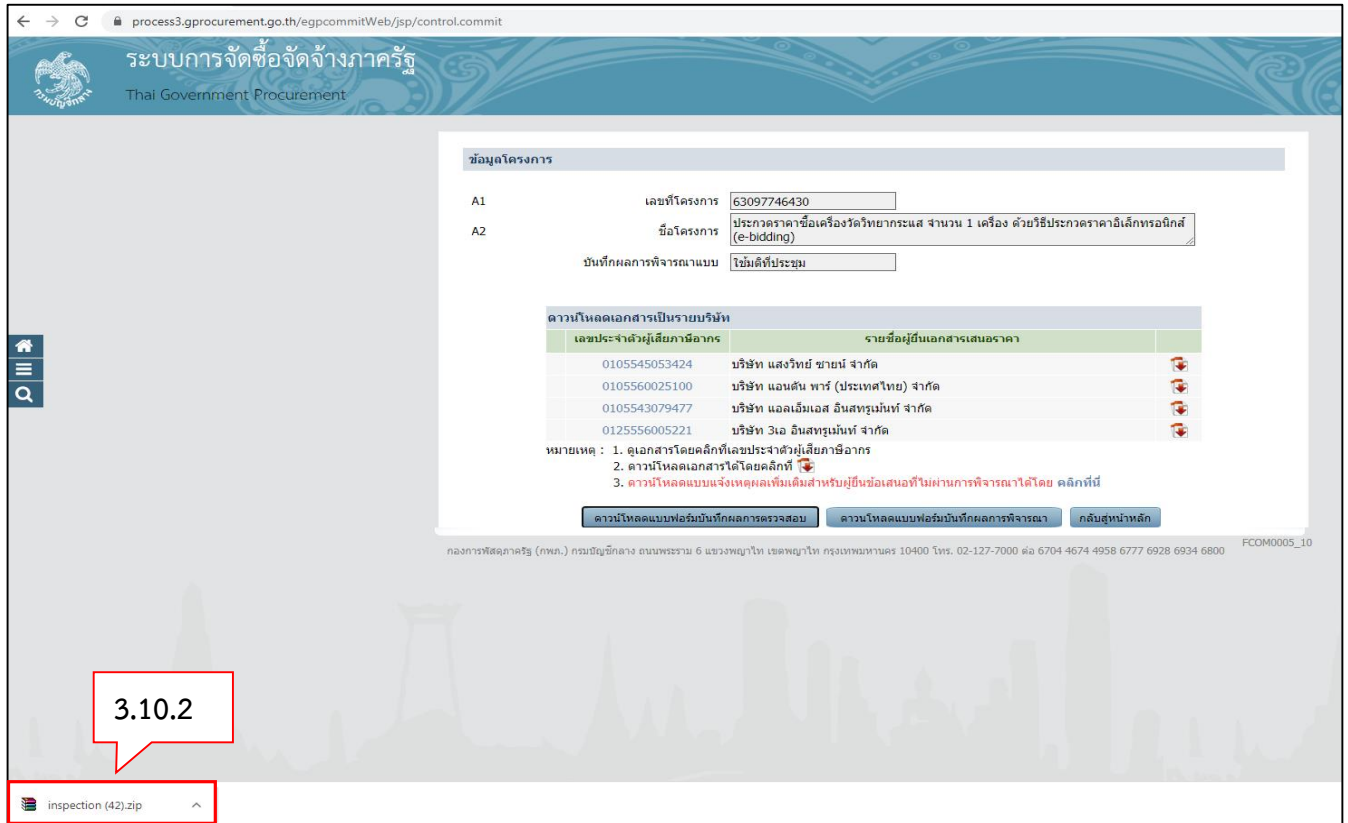 process3.gprocurement.go.th/egpcommitWeb/jsp/control.commit
ระบบการจัดซื้อจัดจ้างภาครัฐ
Thai Government Procurement
กรมบัญชีกลาง
ข้อมูลโครงการ
A1 เลขที่โครงการ 63097746430
A2 ชื่อโครงการ ประกวดราคาซื้อเครื่องวัดวิทยากระแส จำนวน 1 เครื่อง ด้วยวิธีประกวดราคาอิเล็กทรอนิกส์
(e-bidding)
บันทึกผลการพิจารณาแบบ ใช้มติที่ประชุม
ดาวน์โหลดเอกสารเป็นรายบริษัท
เลขประจำตัวผู้เสียภาษีอากร รายชื่อผู้ยื่นเอกสารเสนอราคา
0105545053424 บริษัท แสงวิทย์ ซายน์ จำกัด
0105560025100 บริษัท แอนตัน พาร์ (ประเทศไทย) จำกัด
0105543079477 บริษัท แอลเอ็มเอส อินสทรูเม้นท์ จำกัด
0125556005221 บริษัท 3เอ อินสทรูเม้นท์ จำกัด
หมายเหตุ : 1. ดูเอกสารโดยคลิกที่เลขประจำตัวผู้เสียภาษีอากร
2. ดาวน์โหลดเอกสารได้โดยคลิกที่
3. ดาวน์โหลดแบบแจ้งเหตุผลเพิ่มเติมสำหรับผู้ยื่นข้อเสนอที่ไม่ผ่านการพิจารณาได้โดย คลิกที่นี่
ดาวน์โหลดแบบฟอร์มบันทึกผลการตรวจสอบ ดาวน์โหลดแบบฟอร์มบันทึกผลการพิจารณา กลับสู่หน้าหลัก
กองการพัสดุภาครัฐ (กพภ.) กรมบัญชีกลาง ถนนพระราม 6 แขวงพญาไท เขตพญาไท กรุงเทพมหานคร 10400 โทร. 02-127-7000 ต่อ 6704 4674 4958 6777 6928 6934 6800 FCOM0005_10
3.10.2
inspection (42).zip